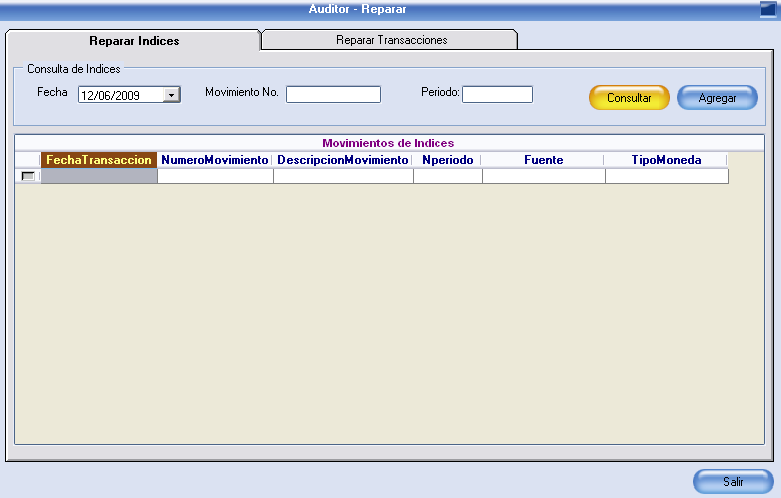 Auditor - Reparar
Reparar Indices
Reparar Transacciones
Consulta de Indices
Fecha 12/06/2009 Movimiento No. Periodo: Consultar Agregar
Movimientos de Indices
FechaTransaccion NumeroMovimiento DescripcionMovimiento Nperiodo Fuente TipoMoneda
Salir